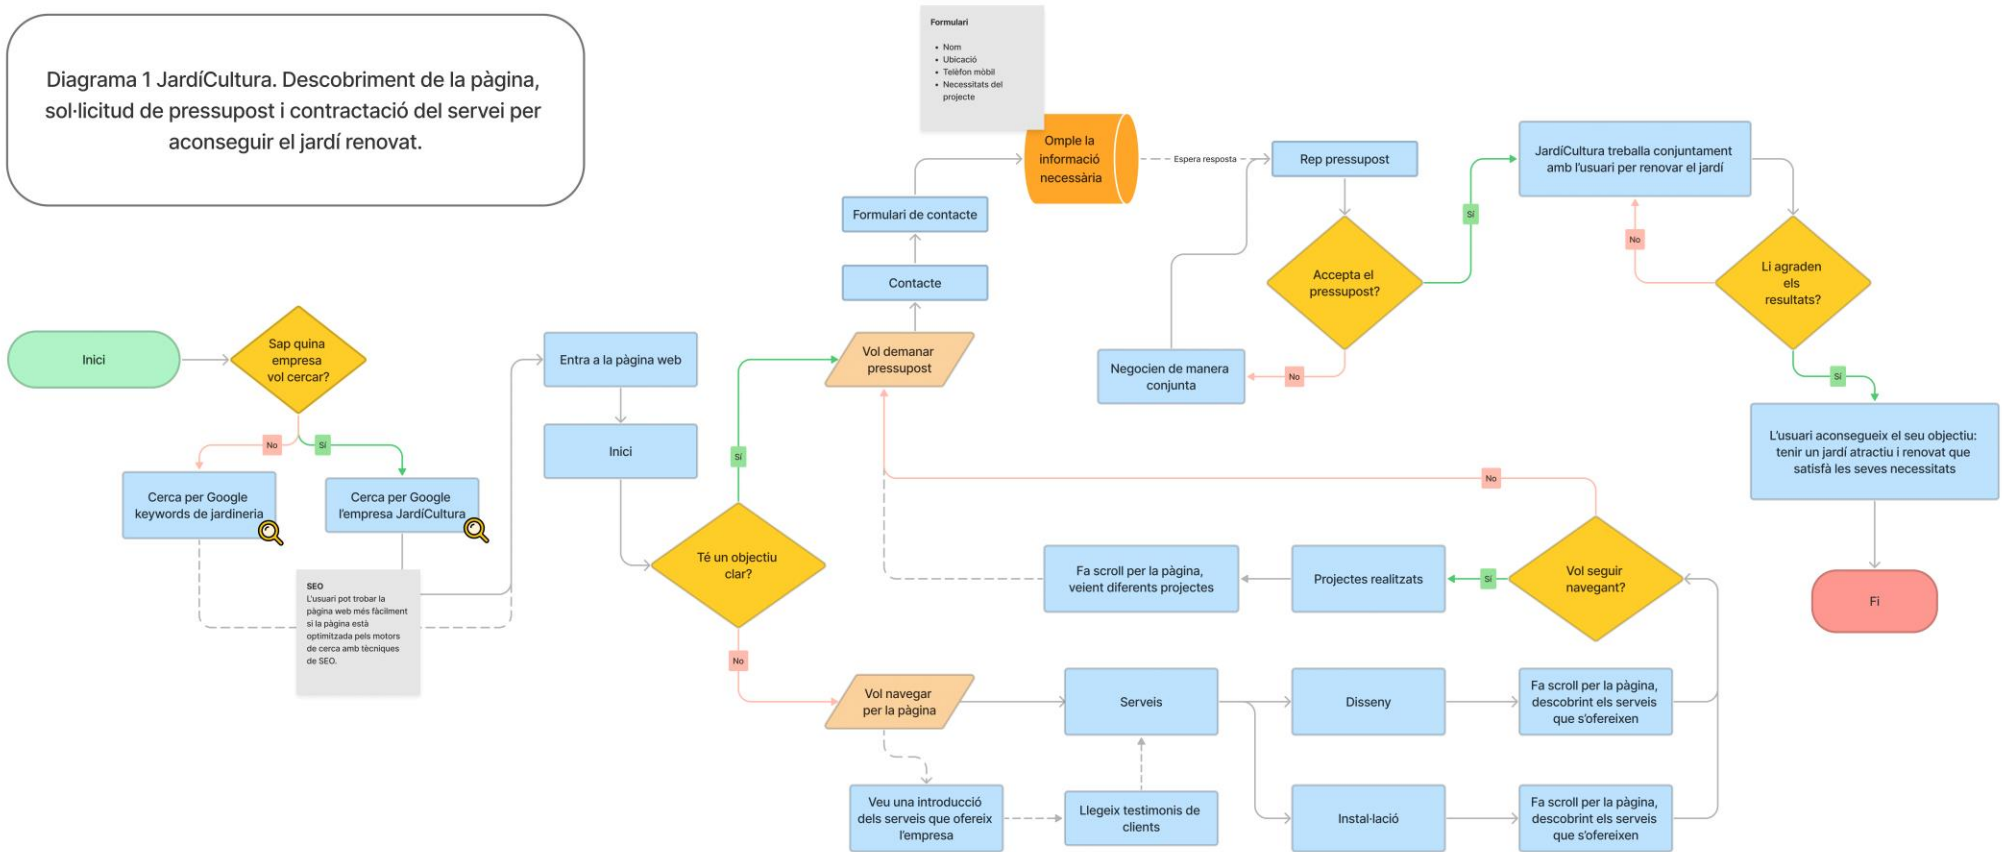 Diagrama 1 JardíCultura. Descobriment de la pàgina,
sol·licitud de pressupost i contractació del servei per
aconseguir el jardí renovat.
Formulari
• Nom
• Ubicació
• Telèfon mòbil
• Necessitats del
projecte
Omple la
informació
necessària
Espera resposta
Rep pressupost
JardíCultura treballa conjuntament
amb l'usuari per renovar el jardí
Formulari de contacte
Sí
No
Contacte
Accepta el
pressupost?
Li agraden
els
resultats?
Inici
Sap quina
empresa
vol cercar?
Entra a la pàgina web
Vol demanar
pressupost
Negocien de manera
conjunta
No
Sí
No
Sí
Inici
Sí
L'usuari aconsegueix el seu objectiu:
tenir un jardí atractiu i renovat que
satisfà les seves necessitats
Cerca per Google
keywords de jardineria
Cerca per Google
l'empresa JardíCultura
No
Té un objectiu
clar?
Fa scroll per la pàgina,
veient diferents projectes
Projectes realitzats
Sí
Vol seguir
navegant?
Fi
SEO
L'usuari pot trobar la
pàgina web més fàcilment
si la pàgina està
optimitzada pels motors
de cerca amb tècniques
de SEO.
No
Vol navegar
per la pàgina
Serveis
Disseny
Fa scroll per la pàgina,
descobrint els serveis
que s'ofereixen
Veu una introducció
dels serveis que ofereix
l'empresa
Llegeix testimonis de
clients
Instal·lació
Fa scroll per la pàgina,
descobrint els serveis
que s'ofereixen